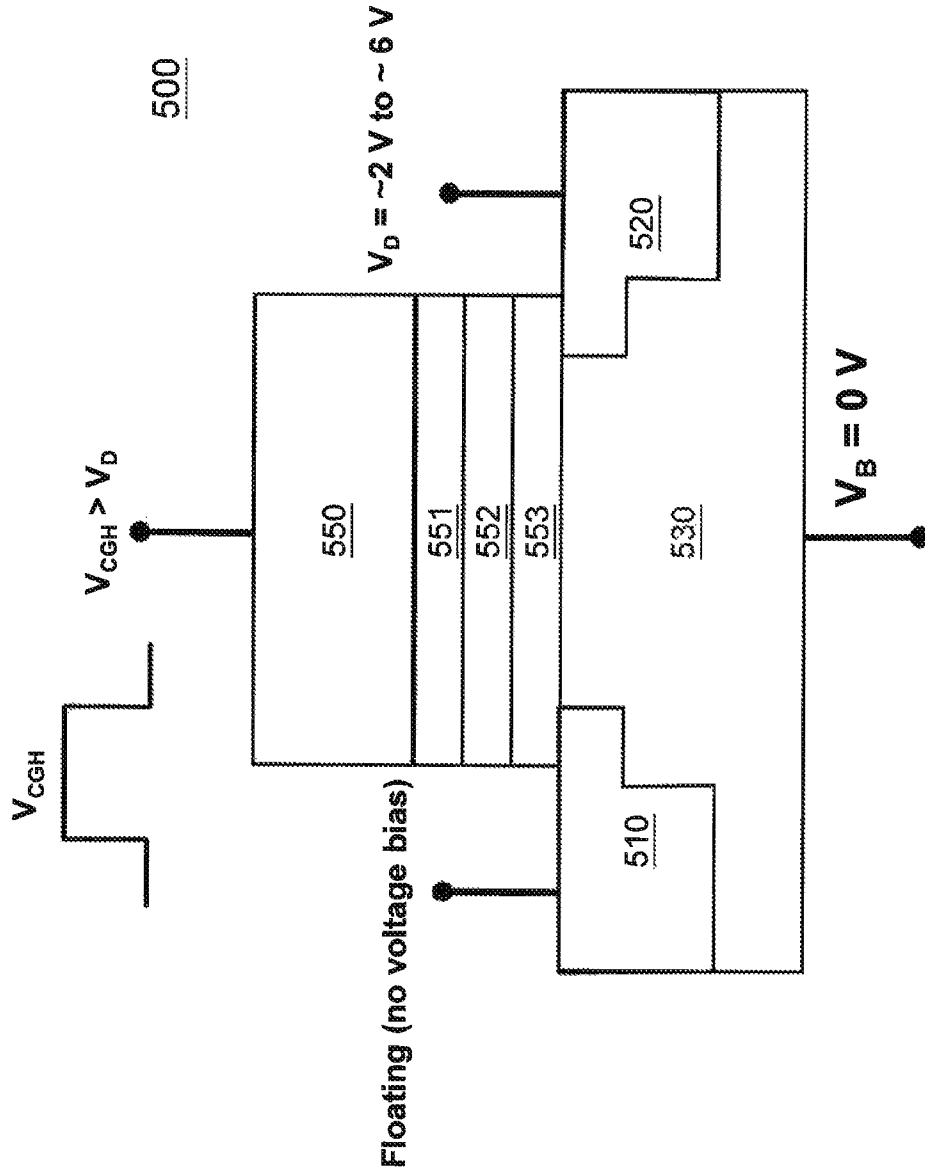 500
V_CGH
V_CGH > V_D
V_D = ~2 V to ~ 6 V
Floating (no voltage bias)
550
551
552
553
510
520
530
V_B = 0 V